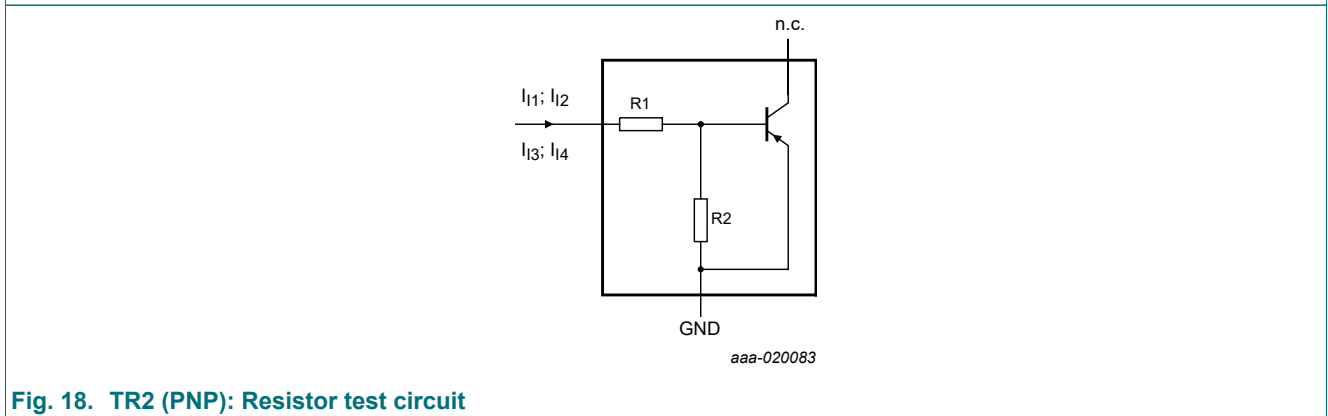 n.c.
I_I1; I_I2
R1
I_I3; I_I4
R2
GND
aaa-020083
Fig. 18. TR2 (PNP): Resistor test circuit